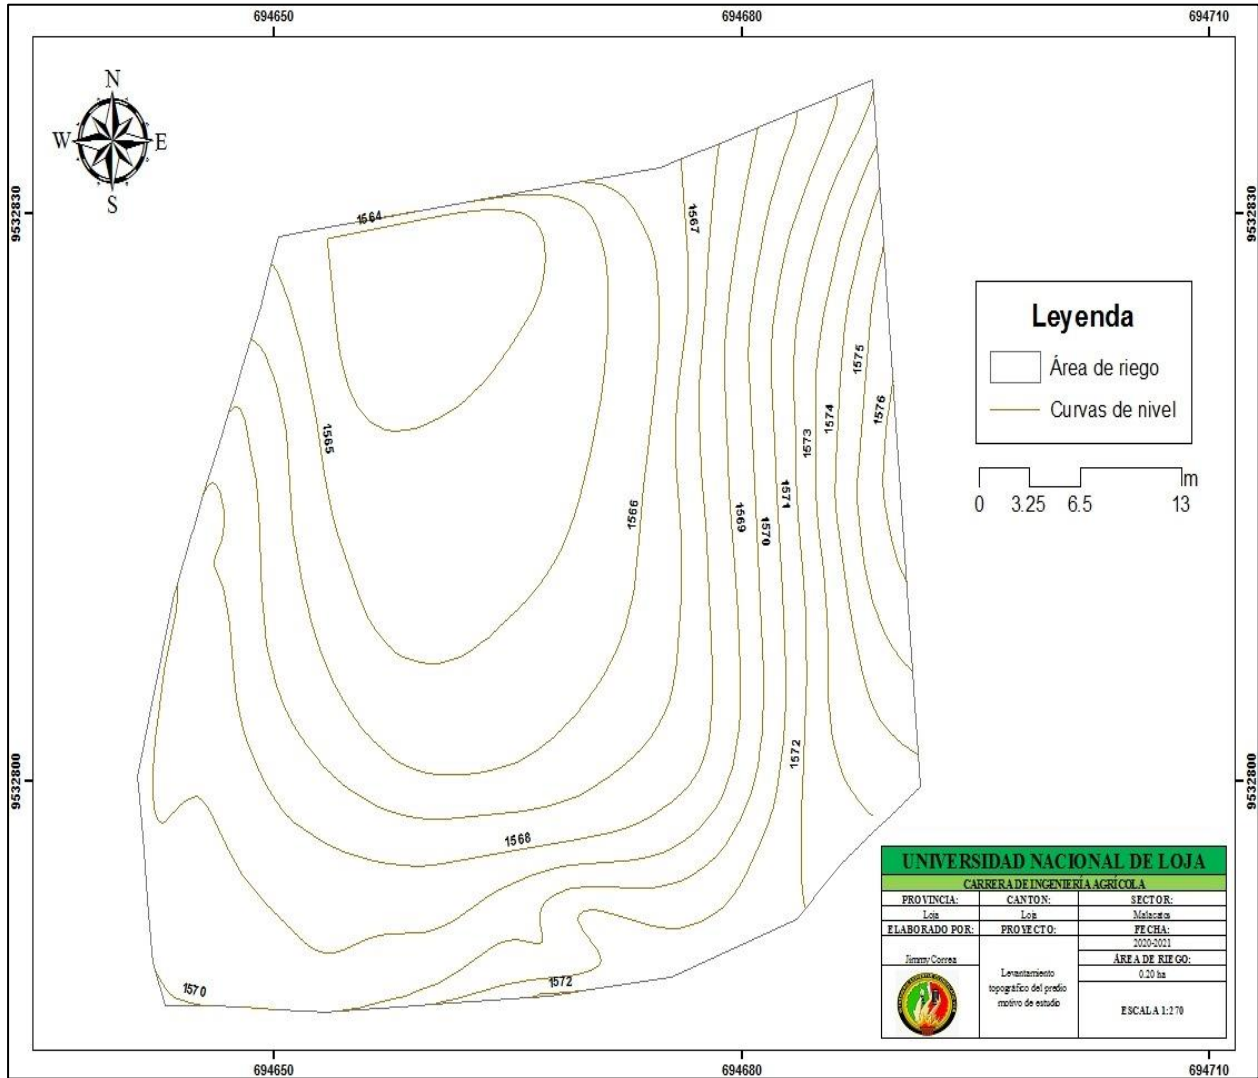 694650
694680
694710
N
W
E
S
9532830
9532830
1564
1567
1575
1576
1574
1573
1565
1566
1569
1570
1571
1572
1568
1570
1572
9532800
9532800
Leyenda
Área de riego
Curvas de nivel
m
0 3.25 6.5 13
UNIVERSIDAD NACIONAL DE LOJA
CARRERA DE INGENIERÍA AGRÍCOLA
PROVINCIA: CANTON: SECTOR:
Loja Loja Malacatos
ELABORADO POR: PROYECTO: FECHA:
2020-2021
Jimmy Correa
ÁREA DE RIEGO:
0.20 ha
Levantamiento
topográfico del predio
motivo de estudio
ESCALA 1:270
694650
694680
694710